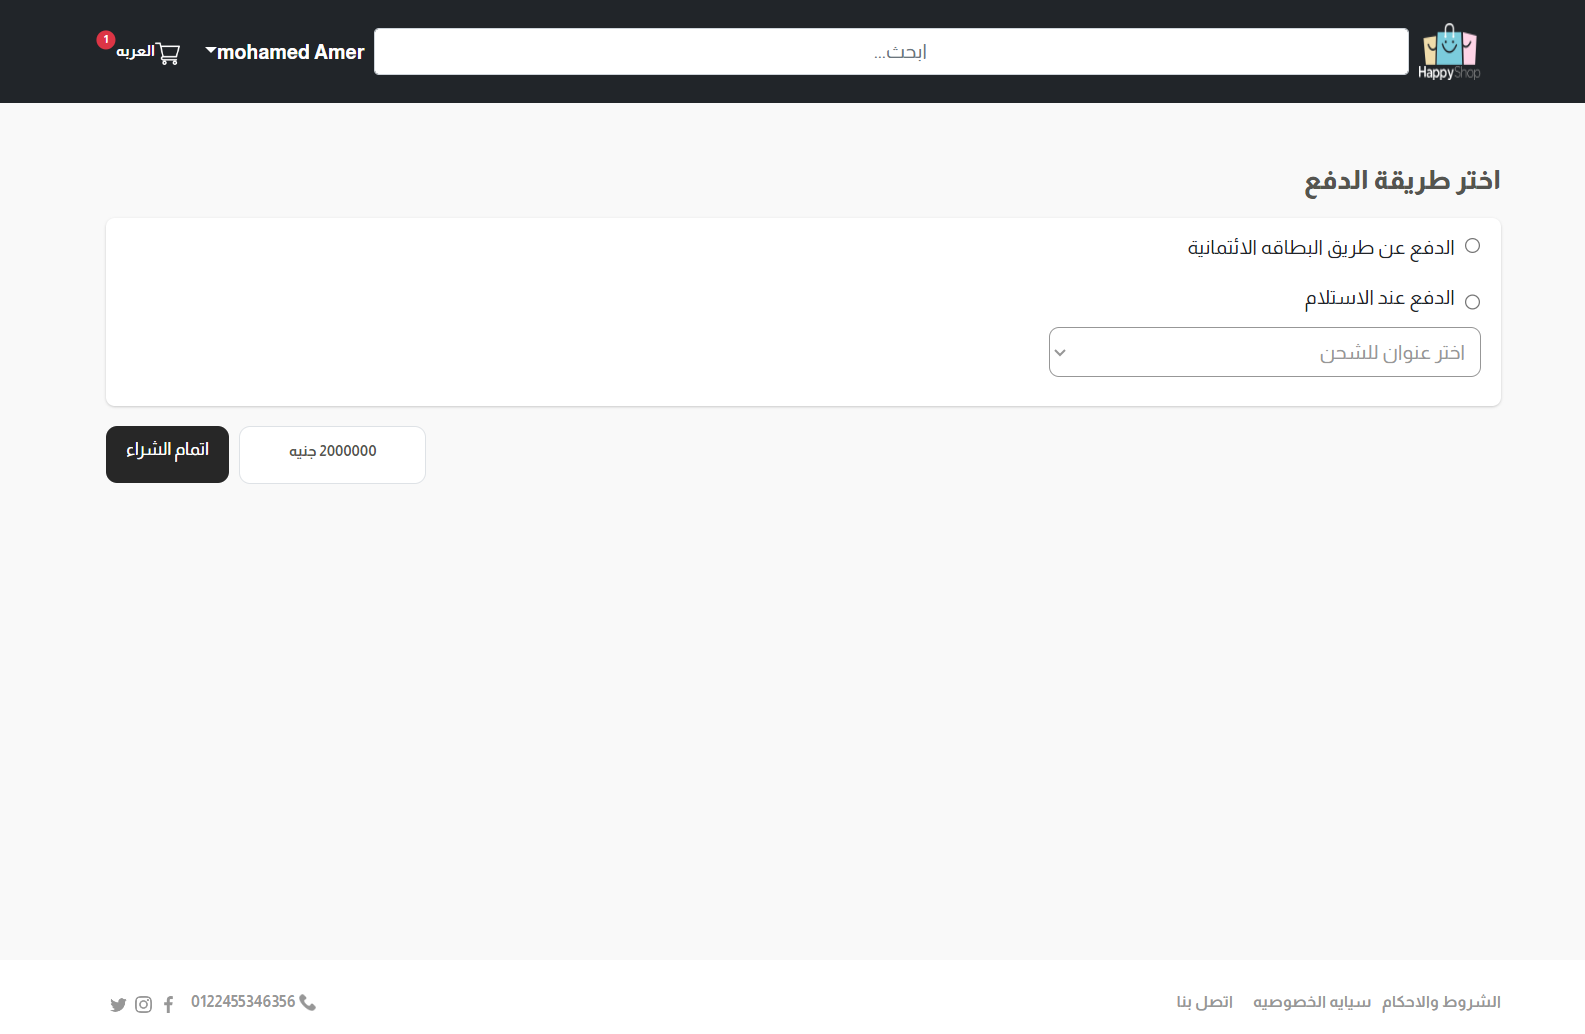 HappyShop
ابحث...
mohamed Amer
العربه
1
اختر طريقة الدفع
الدفع عن طريق البطاقه الائتمانية
الدفع عند الاستلام
اختر عنوان للشحن
2000000 جنيه
اتمام الشراء
الشروط والاحكام
سيايه الخصوصيه
اتصل بنا
0122455346356